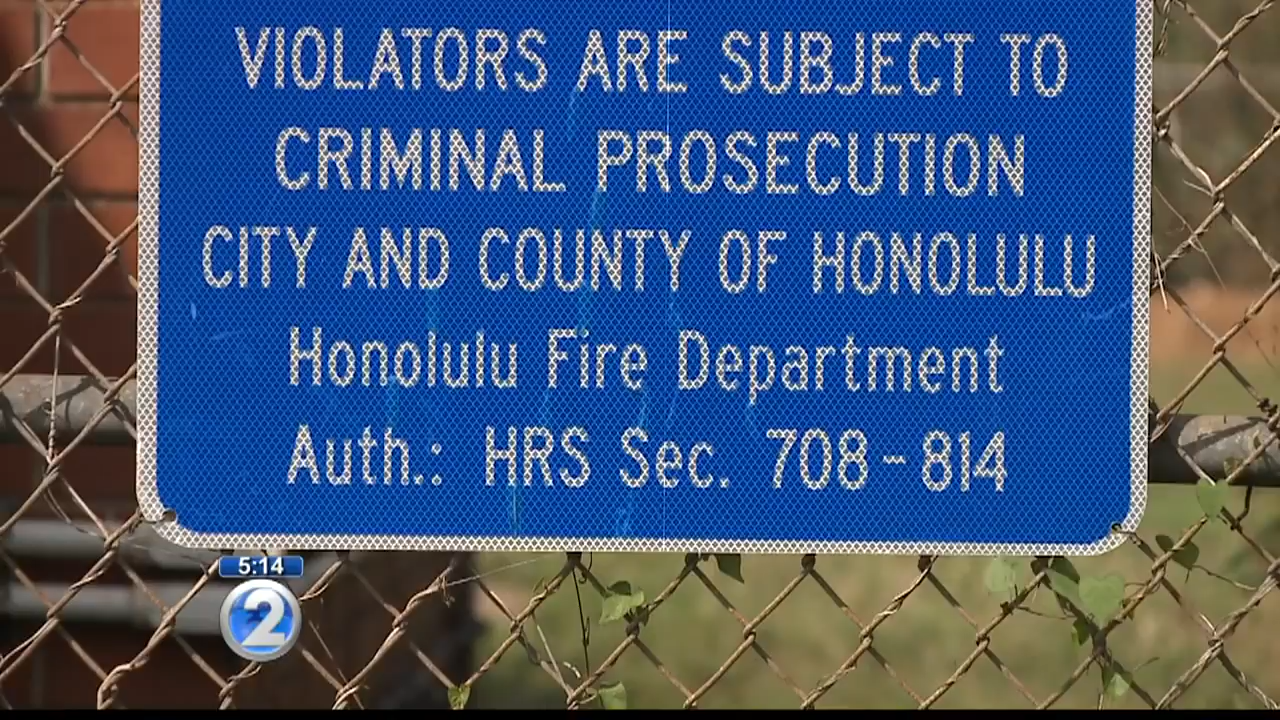 VIOLATORS ARE SUBJECT TO
CRIMINAL PROSECUTION
CITY AND COUNTY OF HONOLULU
Honolulu Fire Department
Auth.: HRS Sec. 708-814
5:14
2